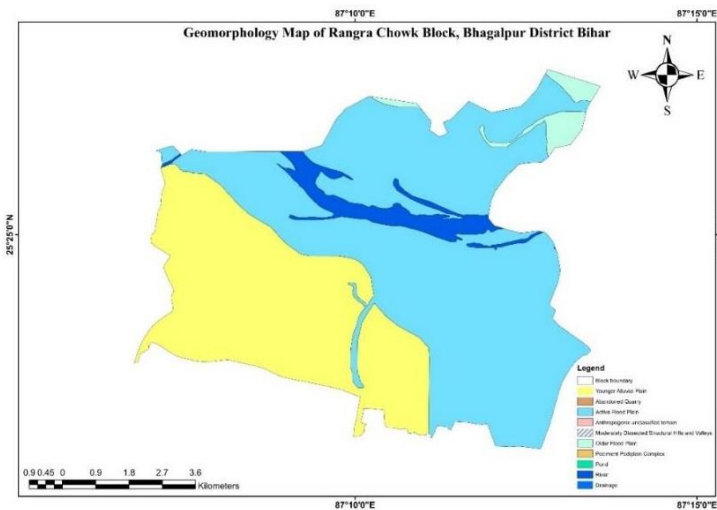 87°10'0"E 87°15'0"E
Geomorphology Map of Rangra Chowk Block, Bhagalpur District Bihar
N
W E
S
25°25'0"N
Legend
Block boundary
Younger Alluvial Plain
Abandoned Quarry
Active Flood Plain
Anthropogenic unclassified terrain
Moderately Dissected Structural Hills and Valleys
Older Flood Plain
Pediment Pediplain Complex
Pond
River
Drainage
0.9 0.45 0 0.9 1.8 2.7 3.6
Kilometers
87°10'0"E 87°15'0"E